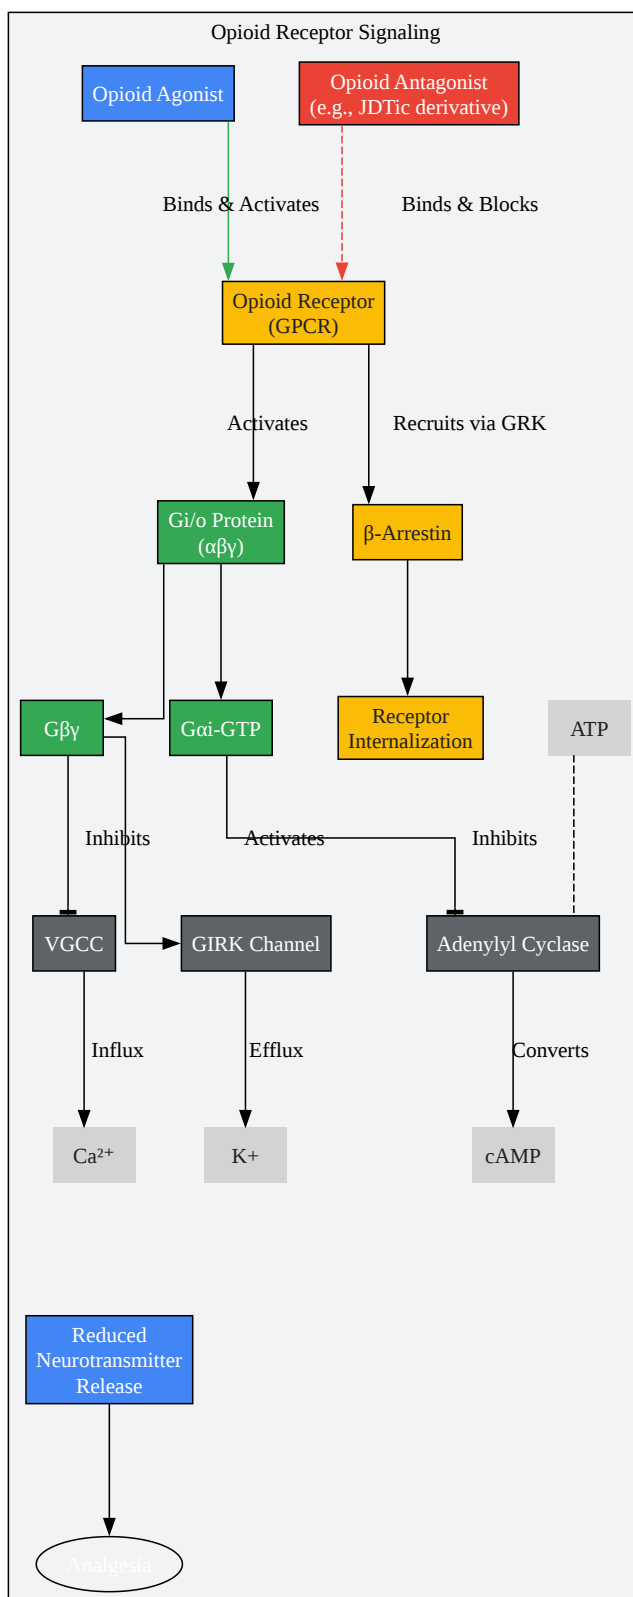 Opioid Receptor Signaling
Opioid Agonist
Opioid Antagonist
(e.g., JDTic derivative)
Binds & Activates
Binds & Blocks
Opioid Receptor
(GPCR)
Activates
Recruits via GRK
Gi/o Protein
(αβγ)
β-Arrestin
Gβγ
Gαi-GTP
Receptor
Internalization
ATP
Inhibits
Activates
Inhibits
VGCC
GIRK Channel
Adenylyl Cyclase
Influx
Efflux
Converts
Ca²⁺
K+
cAMP
Reduced
Neurotransmitter
Release
Analgesia